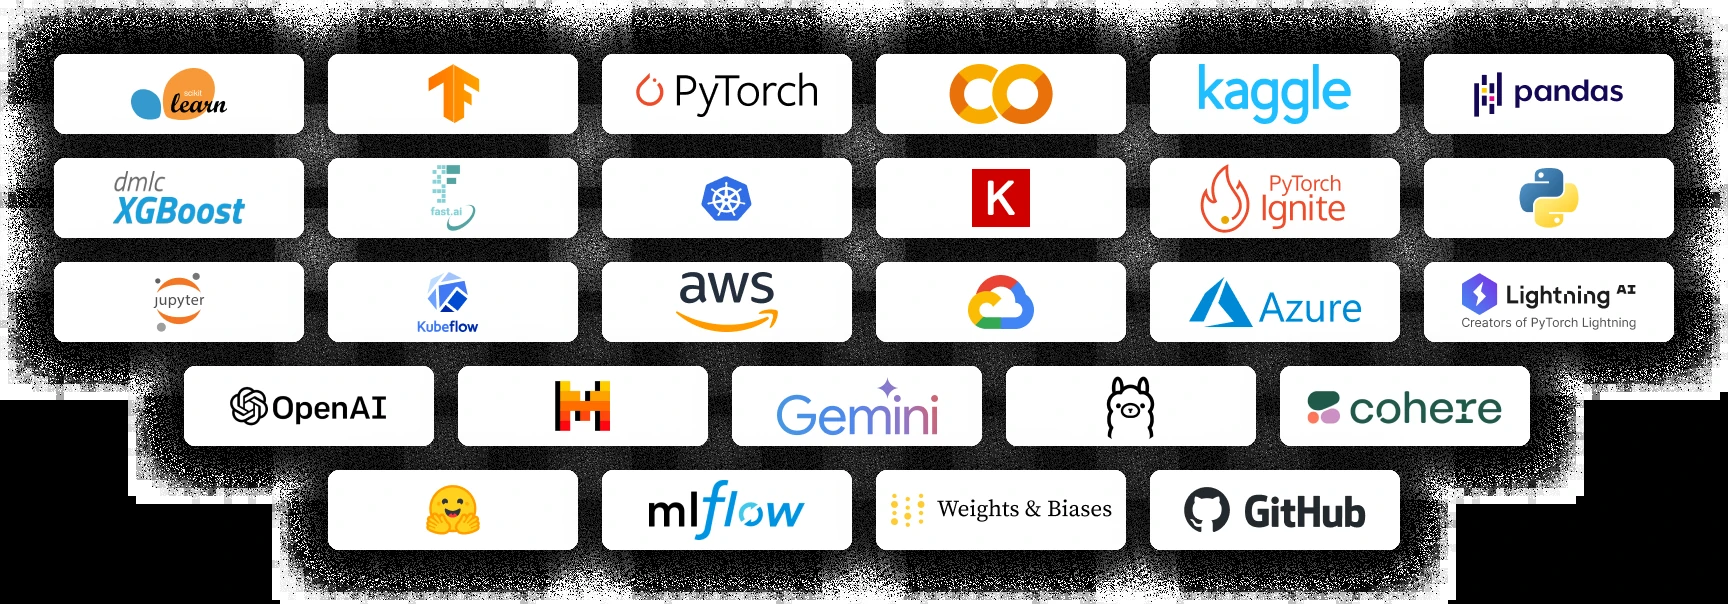 scikit
learn
PyTorch
kaggle
pandas
dmlc
XGBoost
fast.ai
K
PyTorch
Ignite
jupyter
Kubeflow
aws
Azure
Lightning AI
Creators of PyTorch Lightning
OpenAI
Gemini
cohere
mlflow
Weights & Biases
GitHub